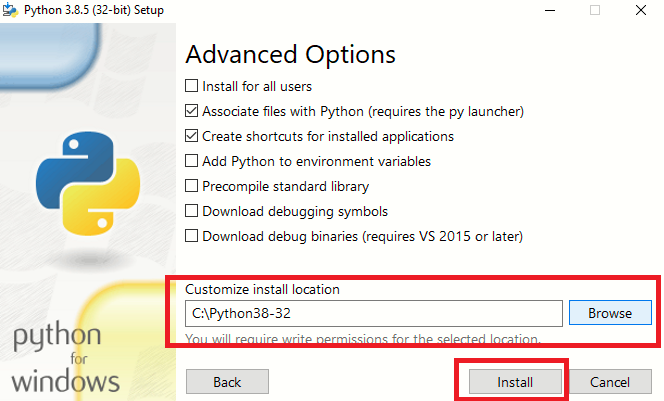 Python 3.8.5 (32-bit) Setup
Advanced Options
Install for all users
Associate files with Python (requires the py launcher)
Create shortcuts for installed applications
Add Python to environment variables
Precompile standard library
Download debugging symbols
Download debug binaries (requires VS 2015 or later)
Customize install location
C:\Python38-32
Browse
You will require write permissions for the selected location.
python
for
windows
Back
Install
Cancel